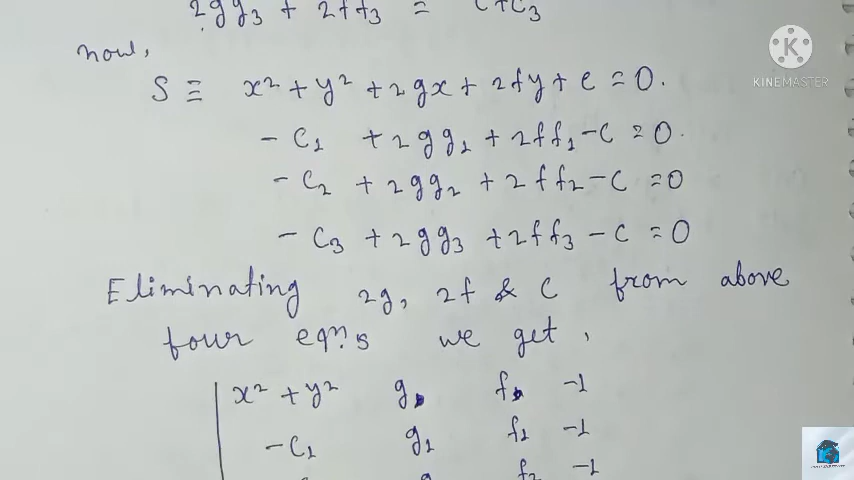 2gg₃ + 2ff₃ = c+c₃
now,
S ≡ x² + y² + 2gx + 2fy + c = 0.
- c₁ + 2gg₁ + 2ff₁ - c = 0.
- c₂ + 2gg₂ + 2ff₂ - c = 0
- c₃ + 2gg₃ + 2ff₃ - c = 0
Eliminating 2g, 2f & c from above
four eqn.s we get,
x² + y² g f -1
-c₁ g₁ f₁ -1
g f₂ -1
K
KINEMASTER